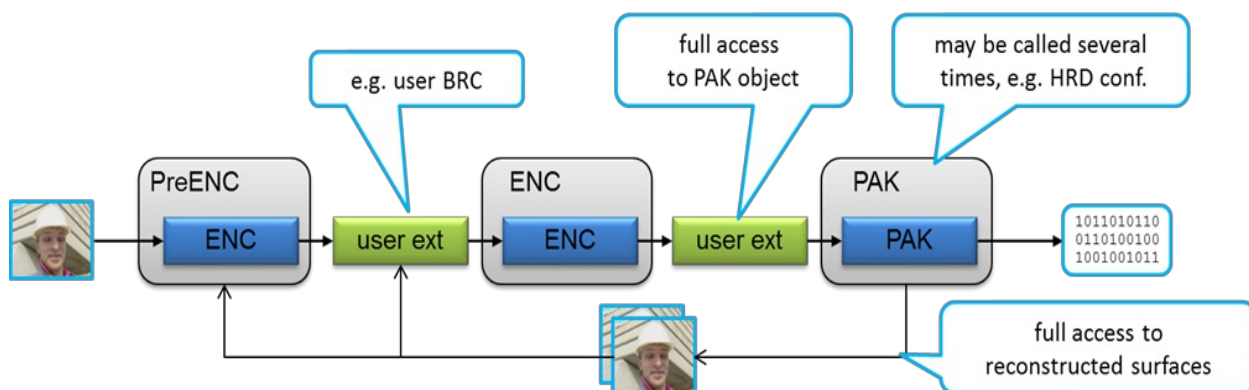 e.g. user BRC
full access
to PAK object
may be called several
times, e.g. HRD conf.
PreENC
ENC
user ext
ENC
ENC
user ext
PAK
PAK
1011010110
0110100100
1001001011
full access to
reconstructed surfaces